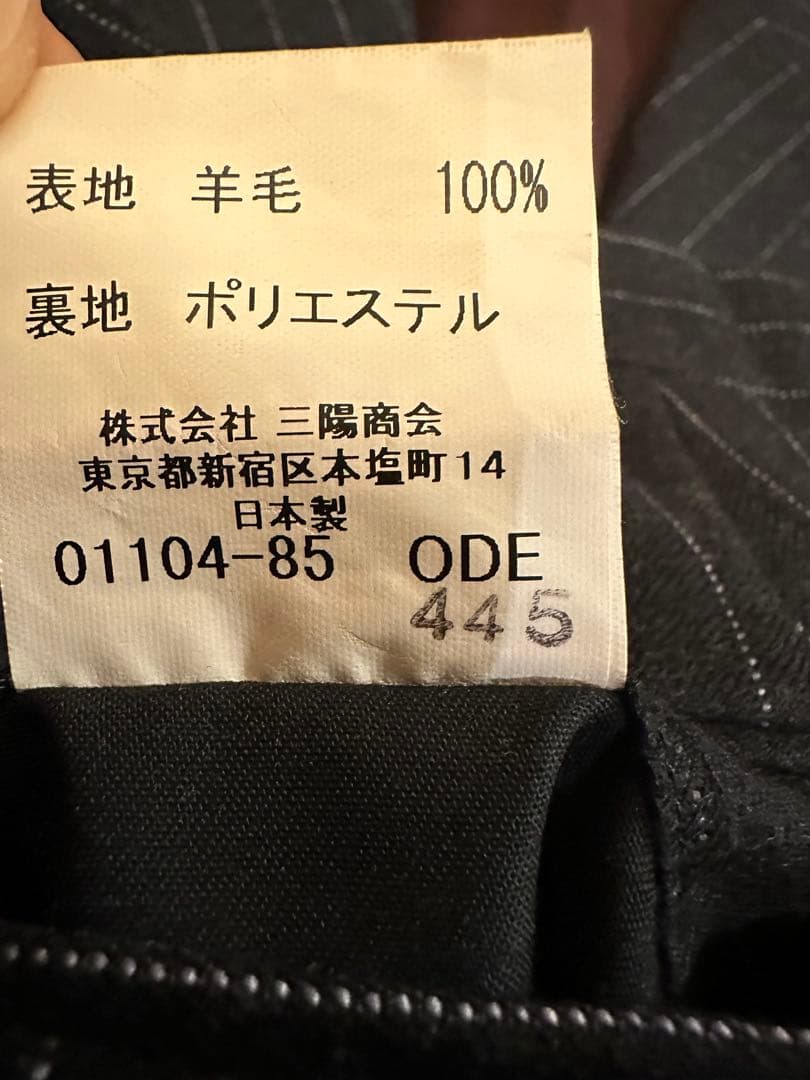 表地 羊毛 100%
裏地 ポリエステル
株式会社 三陽商会
東京都新宿区本塩町14
日本製
01104-85 ODE
445